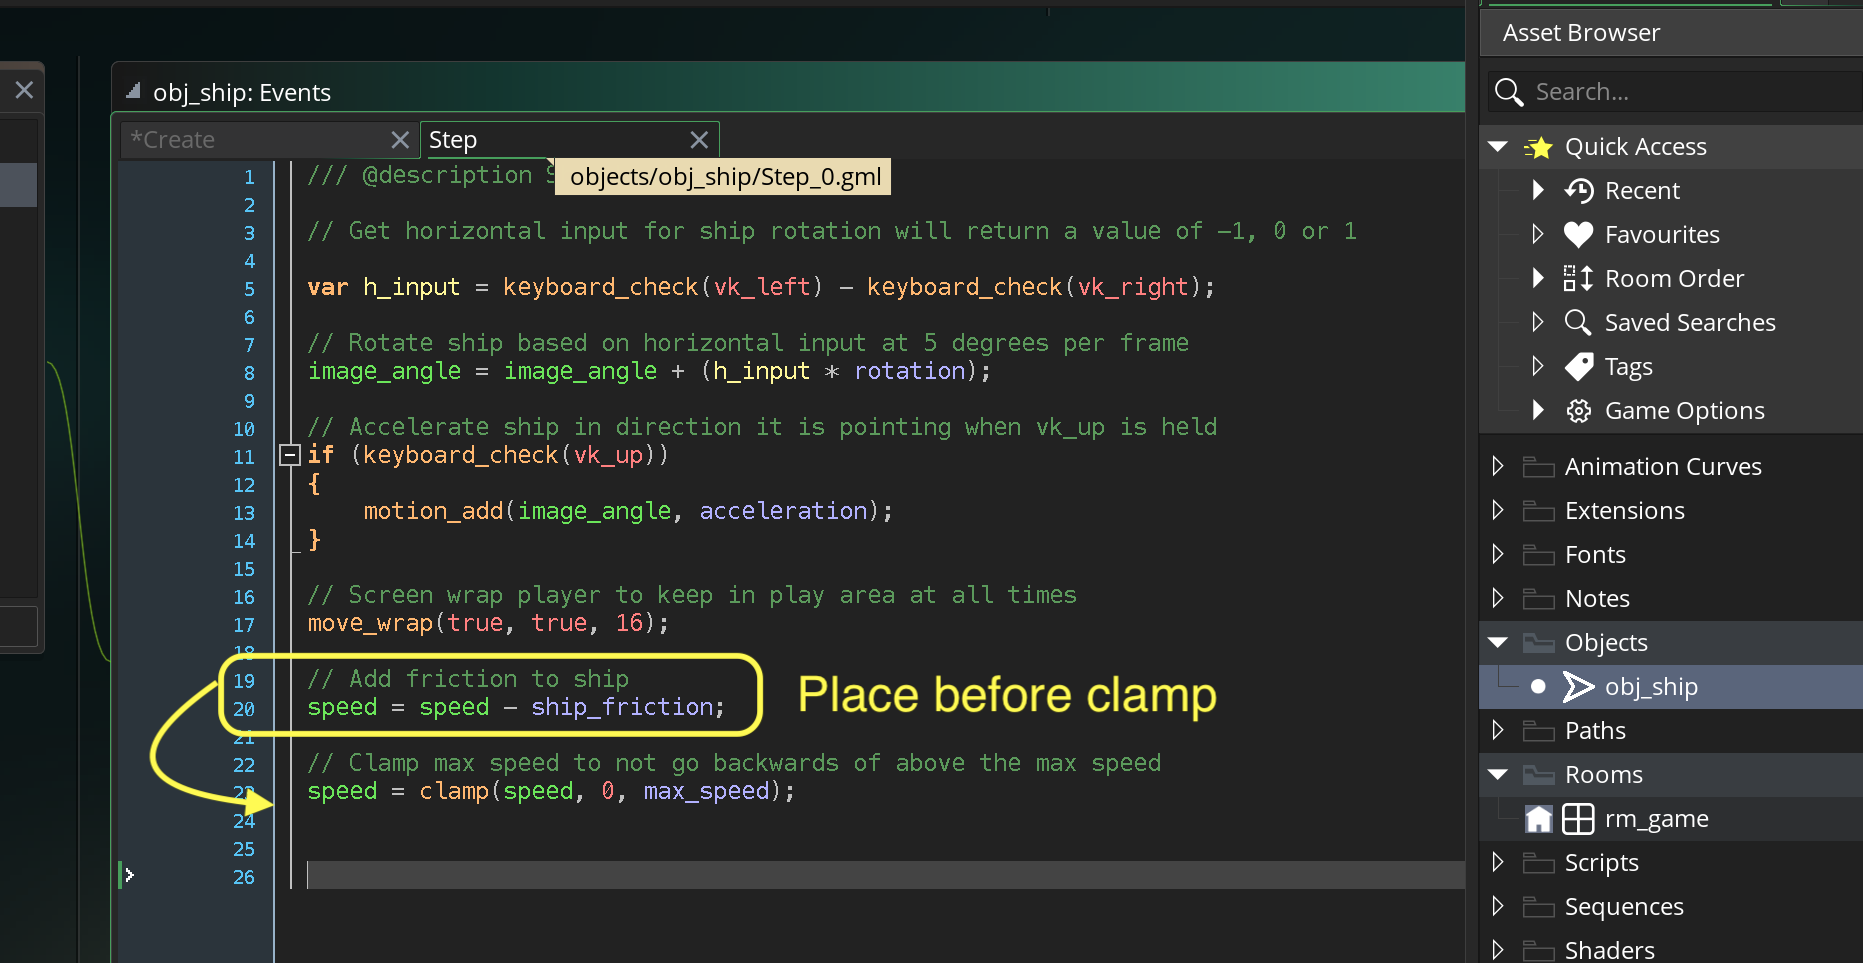 obj_ship: Events
*Create
Step
objects/obj_ship/Step_0.gml
1 /// @description
2
3 // Get horizontal input for ship rotation will return a value of -1, 0 or 1
4
5 var h_input = keyboard_check(vk_left) - keyboard_check(vk_right);
6
7 // Rotate ship based on horizontal input at 5 degrees per frame
8 image_angle = image_angle + (h_input * rotation);
9
10 // Accelerate ship in direction it is pointing when vk_up is held
11 if (keyboard_check(vk_up))
12 {
13 motion_add(image_angle, acceleration);
14 }
15
16 // Screen wrap player to keep in play area at all times
17 move_wrap(true, true, 16);
18
19 // Add friction to ship
20 speed = speed - ship_friction;
Place before clamp
21
22 // Clamp max speed to not go backwards of above the max speed
23 speed = clamp(speed, 0, max_speed);
24
25
26
Asset Browser
Search...
Quick Access
Recent
Favourites
Room Order
Saved Searches
Tags
Game Options
Animation Curves
Extensions
Fonts
Notes
Objects
obj_ship
Paths
Rooms
rm_game
Scripts
Sequences
Shaders